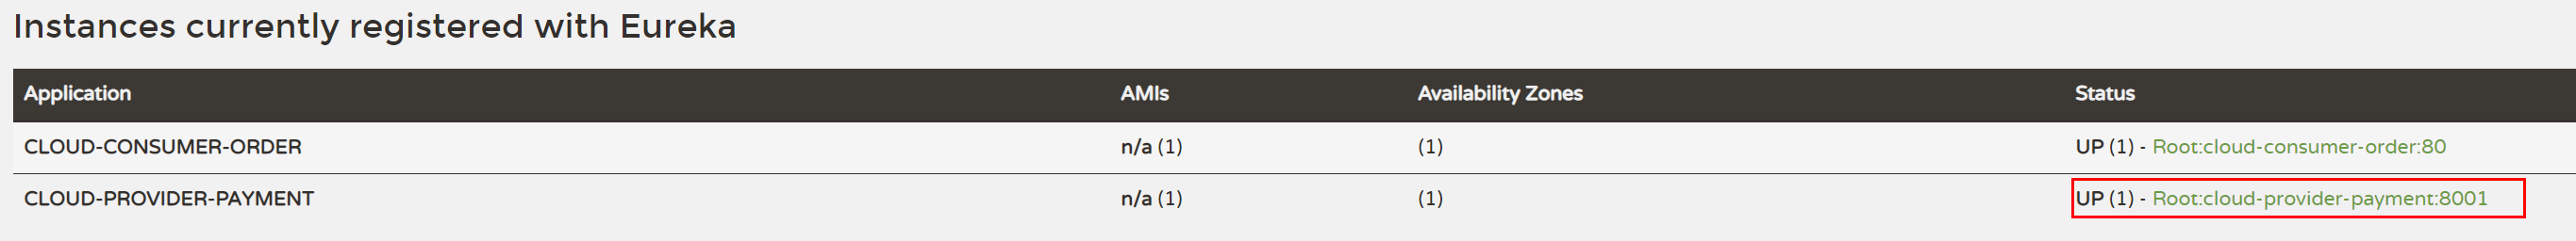 Instances currently registered with Eureka
Application AMIs Availability Zones Status
CLOUD-CONSUMER-ORDER n/a (1) (1) UP (1) - Root:cloud-consumer-order:80
CLOUD-PROVIDER-PAYMENT n/a (1) (1) UP (1) - Root:cloud-provider-payment:8001